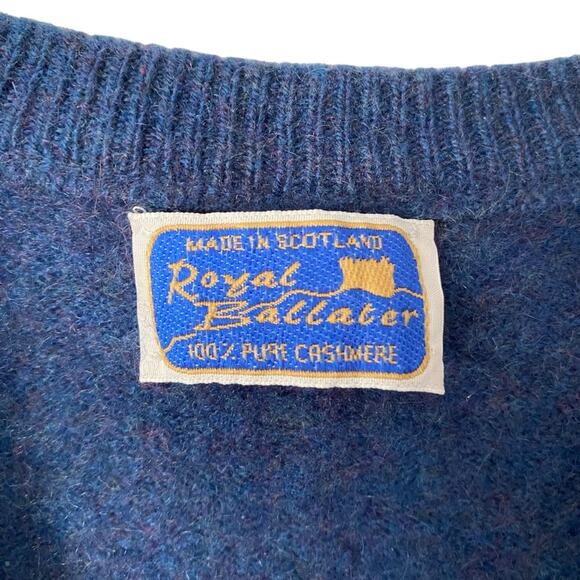 MADE IN SCOTLAND
Royal
Ballater
100% PURE CASHMERE